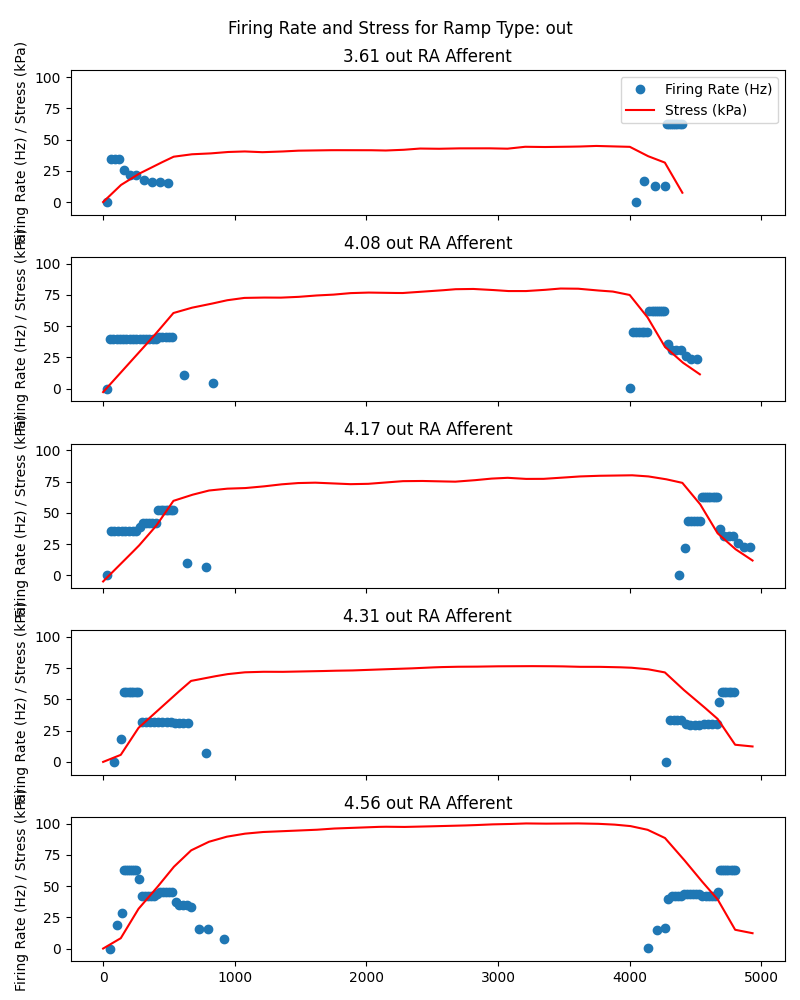 Firing Rate and Stress for Ramp Type: out
3.61 out RA Afferent
Firing Rate (Hz) / Stress (kPa)
100
75
50
25
0
Firing Rate (Hz)
Stress (kPa)
4.08 out RA Afferent
Firing Rate (Hz) / Stress (kPa)
100
75
50
25
0
4.17 out RA Afferent
Firing Rate (Hz) / Stress (kPa)
100
75
50
25
0
4.31 out RA Afferent
Firing Rate (Hz) / Stress (kPa)
100
75
50
25
0
4.56 out RA Afferent
Firing Rate (Hz) / Stress (kPa)
100
75
50
25
0
0 1000 2000 3000 4000 5000